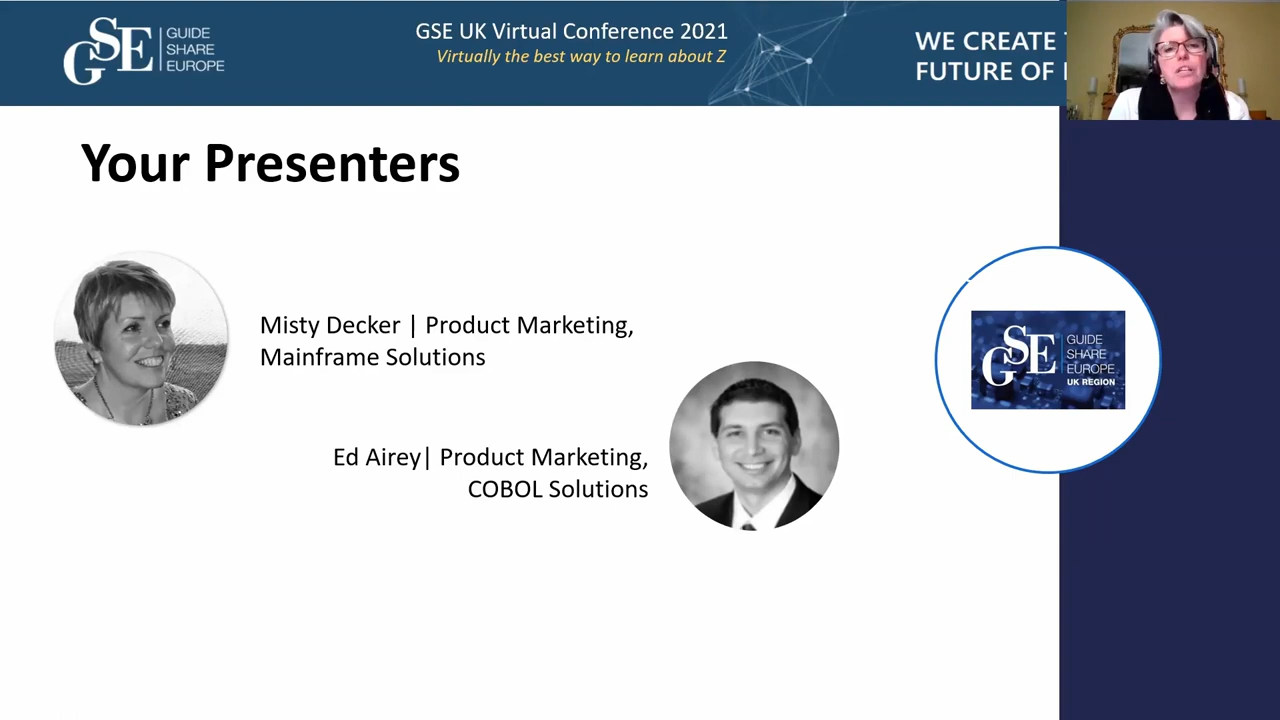 GSE GUIDE
SHARE
EUROPE
GSE UK Virtual Conference 2021
Virtually the best way to learn about Z
WE CREATE
FUTURE OF
Your Presenters
Misty Decker | Product Marketing,
Mainframe Solutions
Ed Airey| Product Marketing,
COBOL Solutions
GSE GUIDE
SHARE
EUROPE
UK REGION